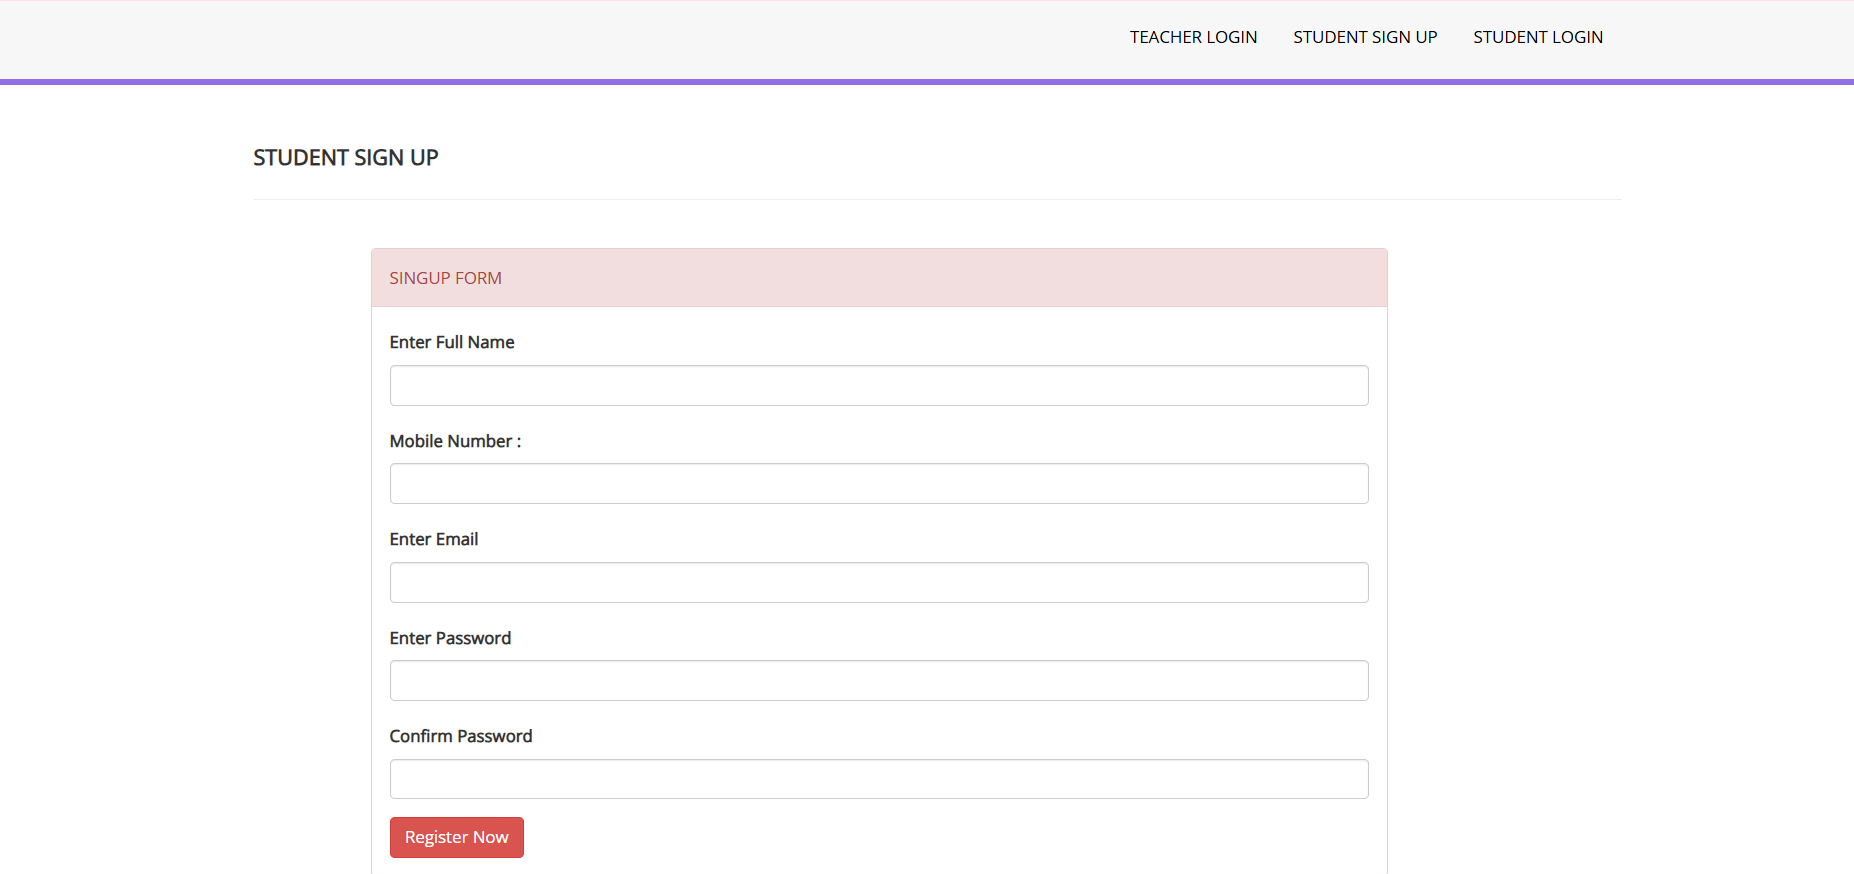 TEACHER LOGIN STUDENT SIGN UP STUDENT LOGIN
STUDENT SIGN UP
SINGUP FORM
Enter Full Name
Mobile Number :
Enter Email
Enter Password
Confirm Password
Register Now